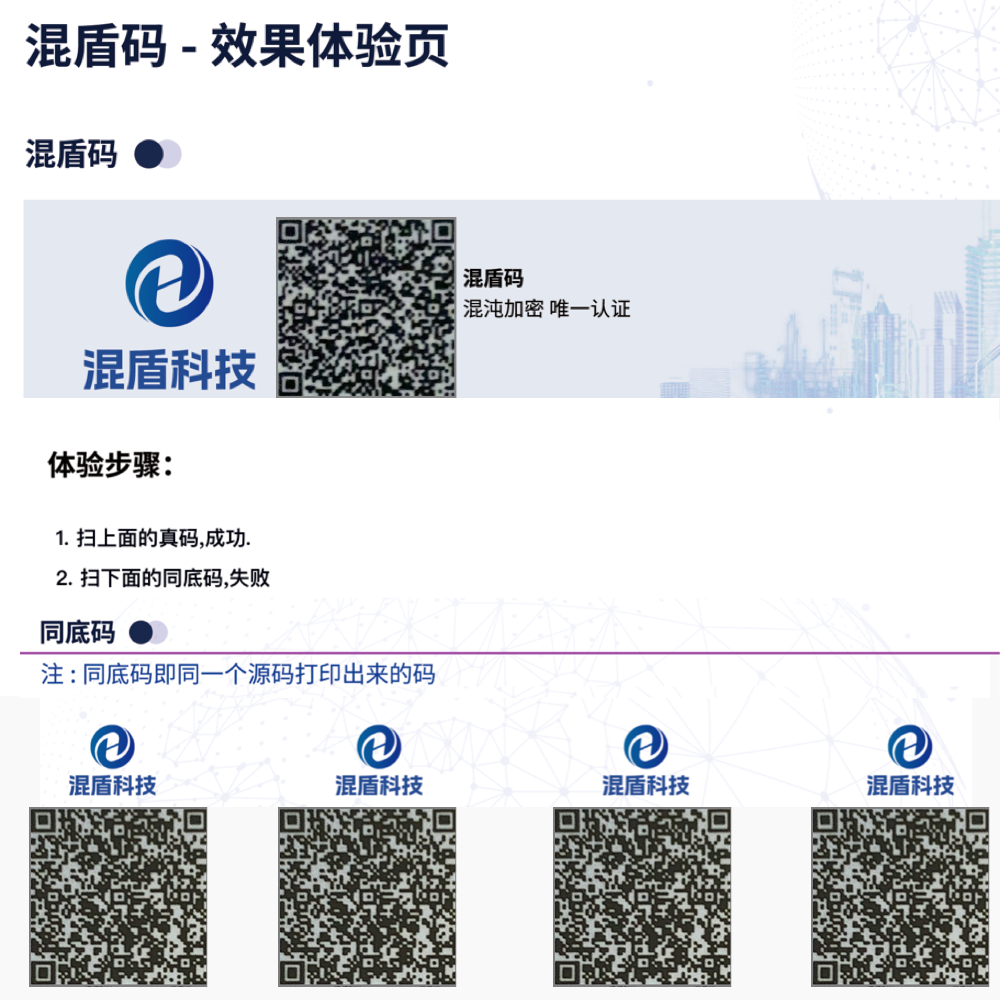 混盾码 - 效果体验页
混盾码
混盾科技
混盾码
混沌加密 唯一认证
体验步骤：
1. 扫上面的真码,成功.
2. 扫下面的同底码,失败
同底码
注 : 同底码即同一个源码打印出来的码
混盾科技 混盾科技 混盾科技 混盾科技